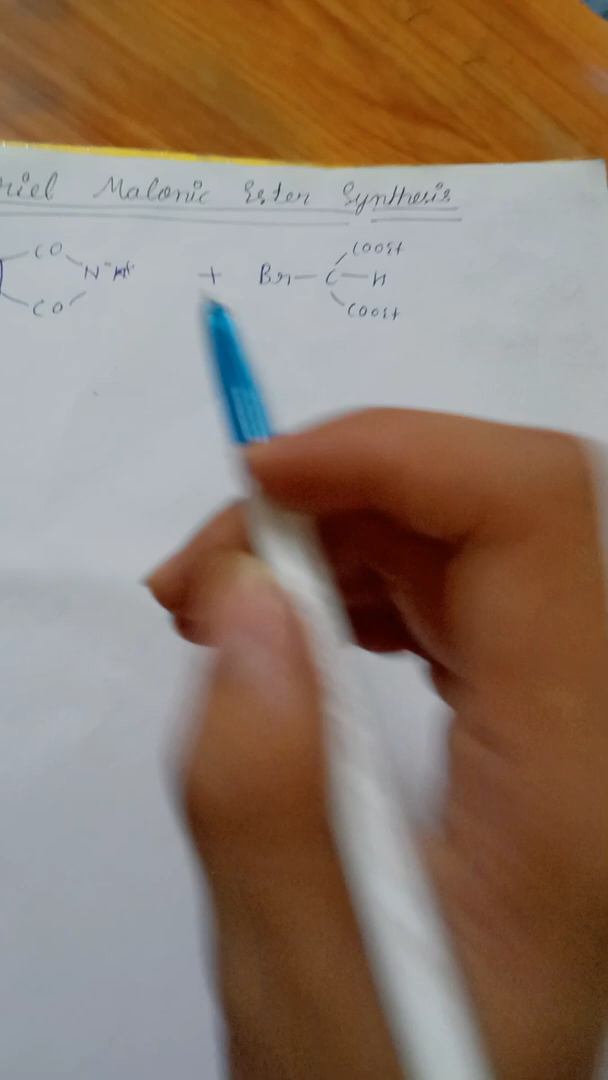 riel Malonic Ester Synthesis
COOEt
CO
N⁻ + Br—C—H
CO COOEt